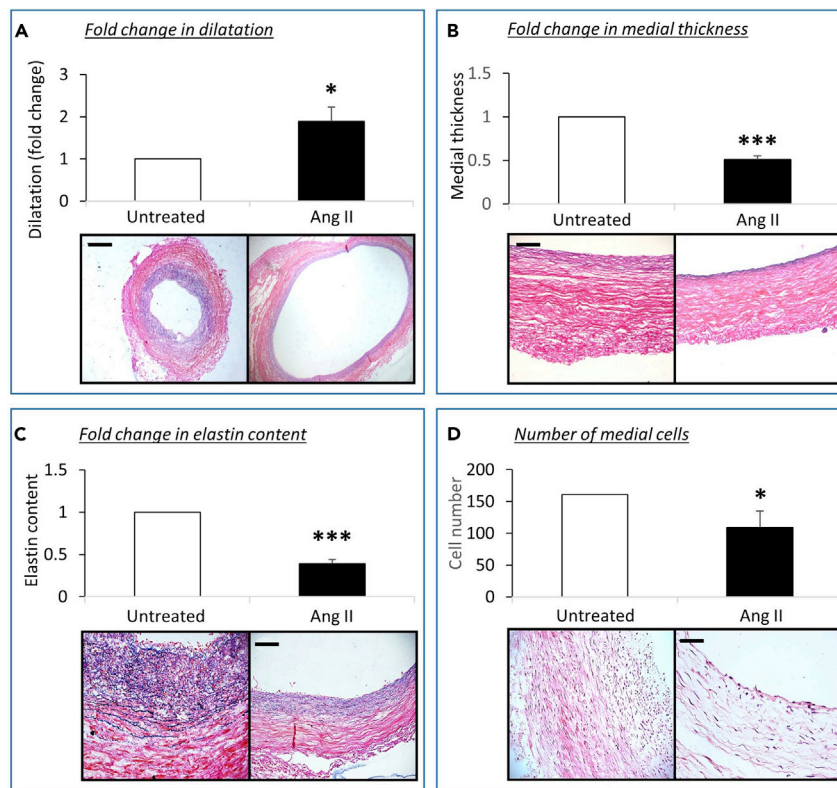 A
Fold change in dilatation
Dilatation (fold change)
3
2
1
0
*
Untreated Ang II
B
Fold change in medial thickness
Medial thickness
1.5
1
0.5
0
***
Untreated Ang II
C
Fold change in elastin content
Elastin content
1.5
1
0.5
0
***
Untreated Ang II
D
Number of medial cells
Cell number
200
150
100
50
0
*
Untreated Ang II